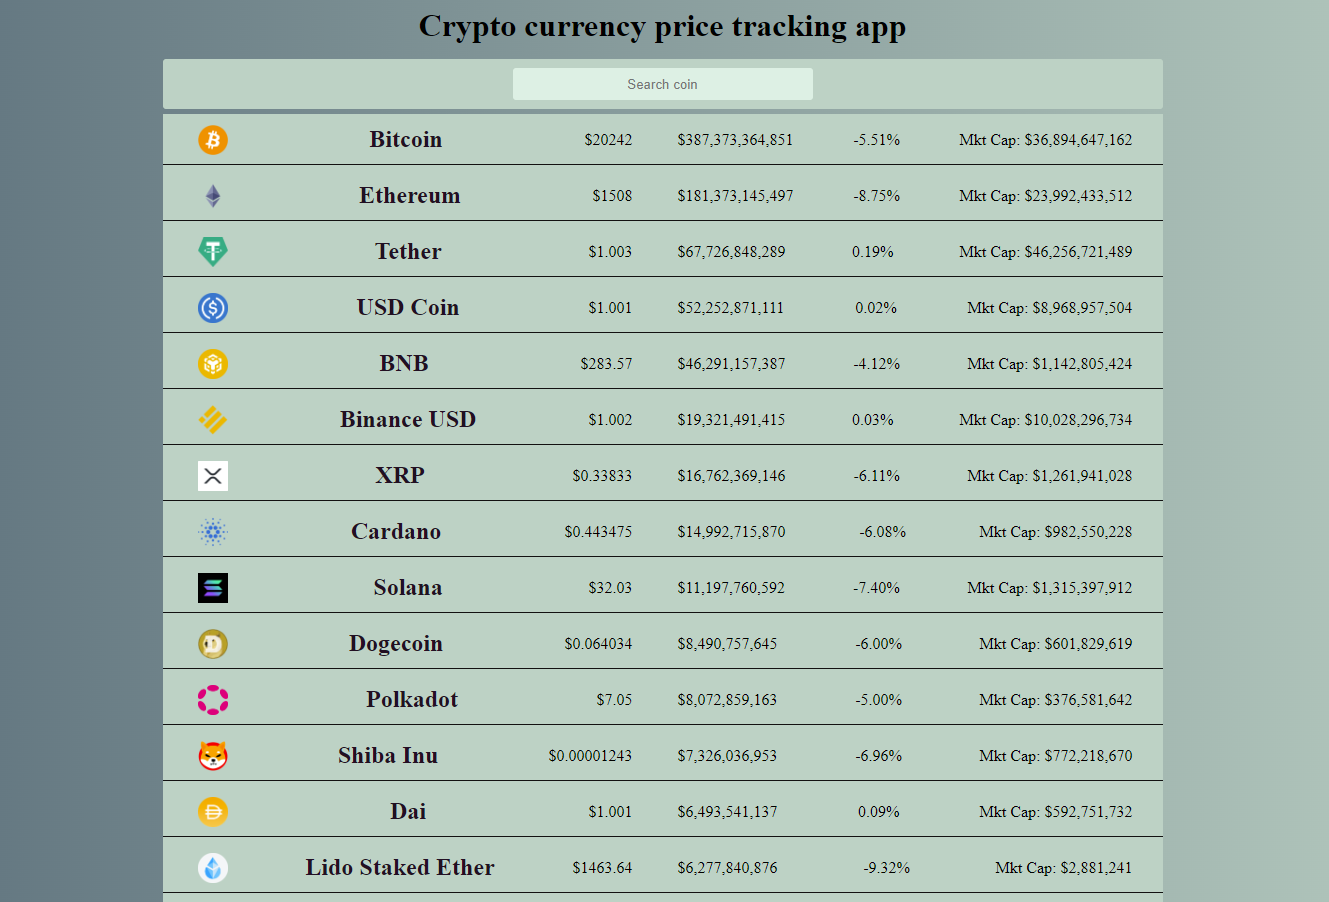 Crypto currency price tracking app
Search coin
Bitcoin $20242 $387,373,364,851 -5.51% Mkt Cap: $36,894,647,162
Ethereum $1508 $181,373,145,497 -8.75% Mkt Cap: $23,992,433,512
Tether $1.003 $67,726,848,289 0.19% Mkt Cap: $46,256,721,489
USD Coin $1.001 $52,252,871,111 0.02% Mkt Cap: $8,968,957,504
BNB $283.57 $46,291,157,387 -4.12% Mkt Cap: $1,142,805,424
Binance USD $1.002 $19,321,491,415 0.03% Mkt Cap: $10,028,296,734
XRP $0.33833 $16,762,369,146 -6.11% Mkt Cap: $1,261,941,028
Cardano $0.443475 $14,992,715,870 -6.08% Mkt Cap: $982,550,228
Solana $32.03 $11,197,760,592 -7.40% Mkt Cap: $1,315,397,912
Dogecoin $0.064034 $8,490,757,645 -6.00% Mkt Cap: $601,829,619
Polkadot $7.05 $8,072,859,163 -5.00% Mkt Cap: $376,581,642
Shiba Inu $0.00001243 $7,326,036,953 -6.96% Mkt Cap: $772,218,670
Dai $1.001 $6,493,541,137 0.09% Mkt Cap: $592,751,732
Lido Staked Ether $1463.64 $6,277,840,876 -9.32% Mkt Cap: $2,881,241